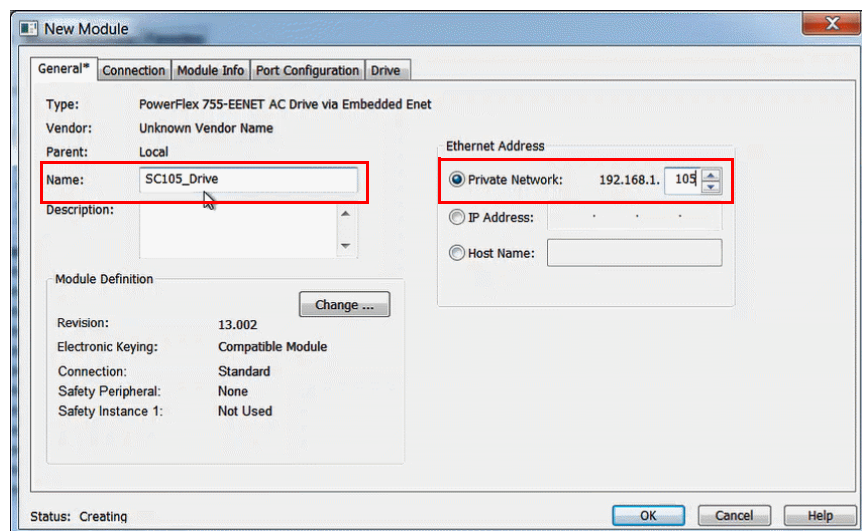 New Module
General* Connection Module Info Port Configuration Drive
Type: PowerFlex 755-EENET AC Drive via Embedded Enet
Vendor: Unknown Vendor Name
Parent: Local
Name: SC105_Drive
Description:
Ethernet Address
Private Network: 192.168.1. 105
IP Address: . . .
Host Name:
Module Definition
Change ...
Revision: 13.002
Electronic Keying: Compatible Module
Connection: Standard
Safety Peripheral: None
Safety Instance 1: Not Used
Status: Creating
OK Cancel Help